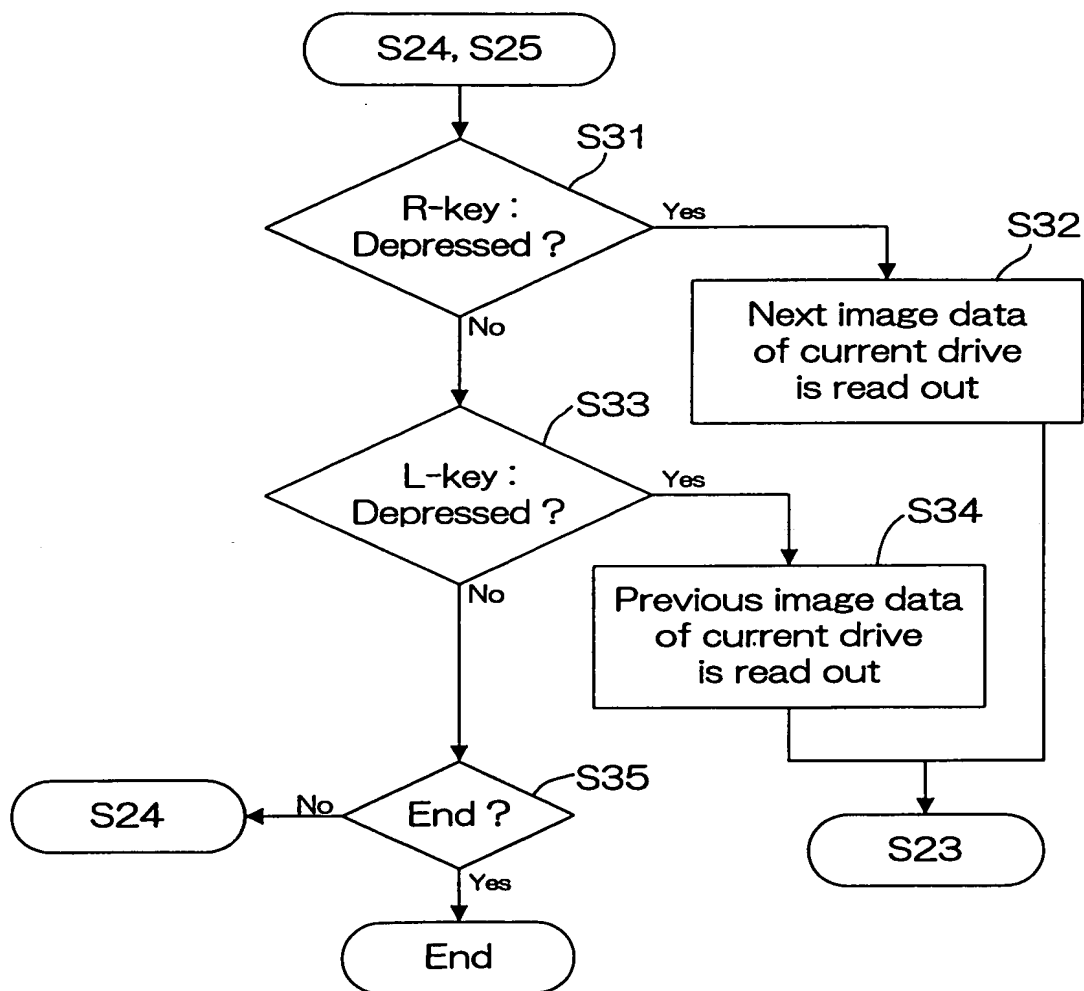 S24, S25
S31
R-key :
Depressed ?
Yes
S32
Next image data
of current drive
is read out
No
S33
L-key :
Depressed ?
Yes
S34
Previous image data
of current drive
is read out
No
S35
End ?
No
S24
S23
Yes
End